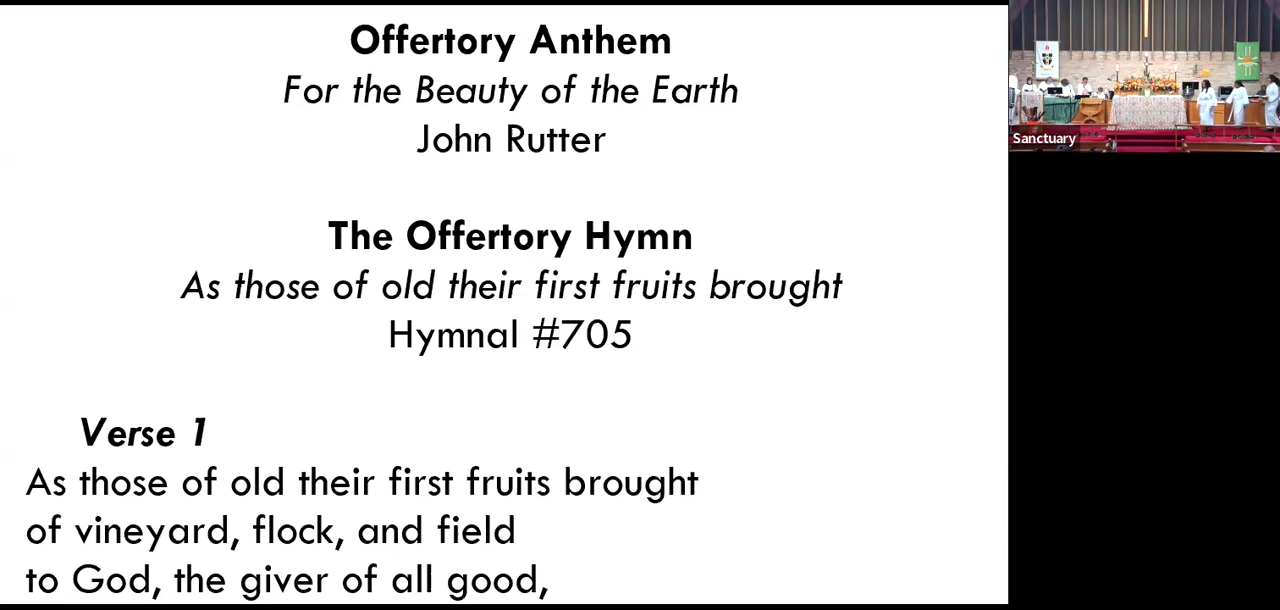 Offertory Anthem
For the Beauty of the Earth
John Rutter
The Offertory Hymn
As those of old their first fruits brought
Hymnal #705
Verse 1
As those of old their first fruits brought
of vineyard, flock, and field
to God, the giver of all good,
Sanctuary